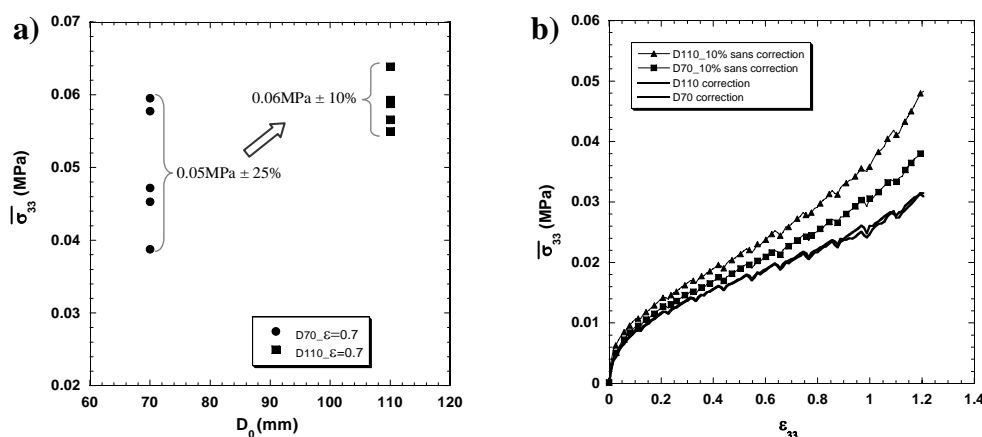 a)
0.07
0.06
0.05
0.04
0.03
0.02
σ33 (MPa)
0.06MPa ± 10%
0.05MPa ± 25%
D70_ε=0.7
D110_ε=0.7
60 70 80 90 100 110 120
D0(mm)
b)
0.06
0.05
0.04
0.03
0.02
0.01
0
σ33 (MPa)
D110_10% sans correction
D70_10% sans correction
D110 correction
D70 correction
0 0.2 0.4 0.6 0.8 1 1.2 1.4
ε33